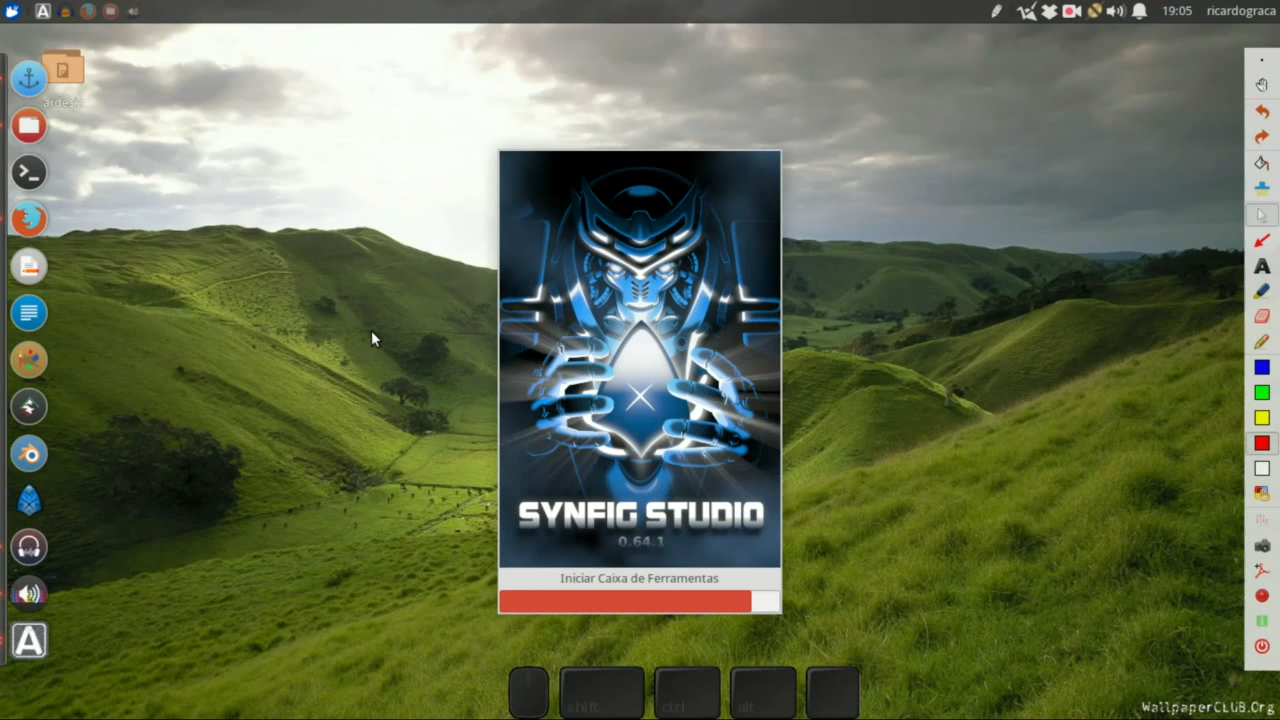 19:05 ricardograca
SYNFIG STUDIO
0.64.1
Iniciar Caixa de Ferramentas
shift ctrl alt
WallpaperCLUB.Org